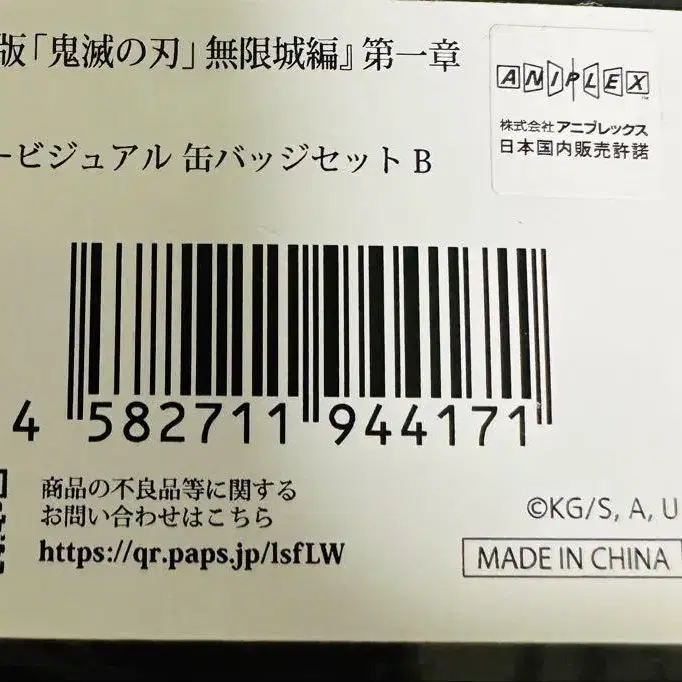 版「鬼滅の刃」無限城編』第一章
ービジュアル 缶バッジセット B
ANIPLEX
株式会社 アニプレックス
日本国内販売許諾
4 582711 944171
商品の不良品等に関する
お問い合わせはこちら
https://qr.paps.jp/lsfLW
©KG/S, A, U
MADE IN CHINA